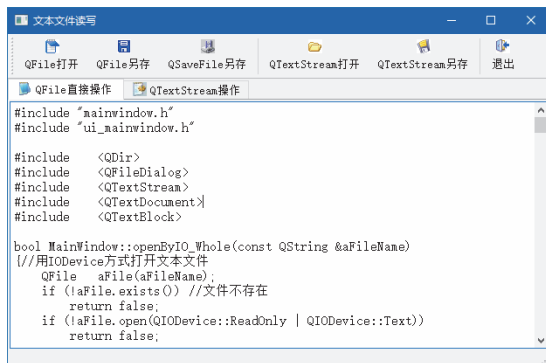 文本文件读写
QFile打开 QFile另存 QSaveFile另存 QTextStream打开 QTextStream另存 退出
QFile直接操作 QTextStream操作
#include "mainwindow.h"
#include "ui_mainwindow.h"
#include    <QDir>
#include    <QFileDialog>
#include    <QTextStream>
#include    <QTextDocument>
#include    <QTextBlock>
bool MainWindow::openByIO_Whole(const QString &aFileName)
{//用IODevice方式打开文本文件
    QFile   aFile(aFileName);
    if (!aFile.exists()) //文件不存在
        return false;
    if (!aFile.open(QIODevice::ReadOnly | QIODevice::Text))
        return false;